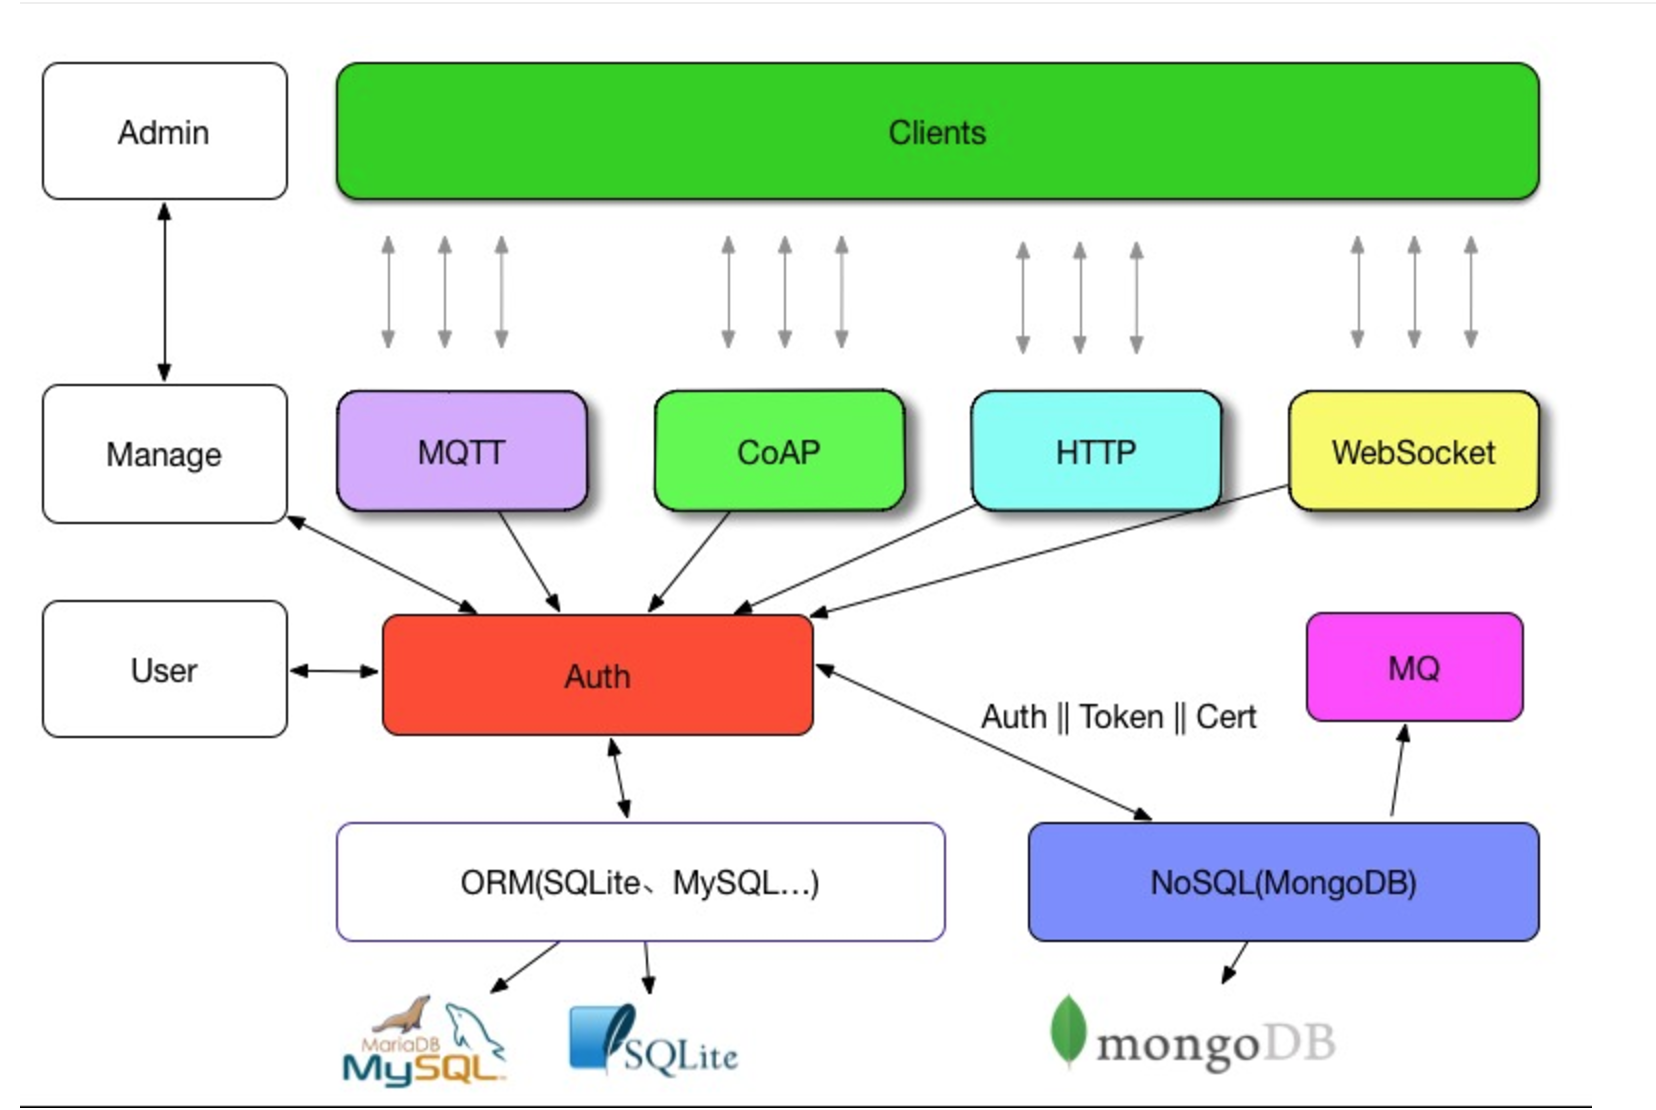 Admin
Clients
Manage
MQTT
CoAP
HTTP
WebSocket
User
Auth
MQ
Auth || Token || Cert
ORM(SQLite、MySQL...)
NoSQL(MongoDB)
MariaDB
MySQL
SQLite
mongoDB